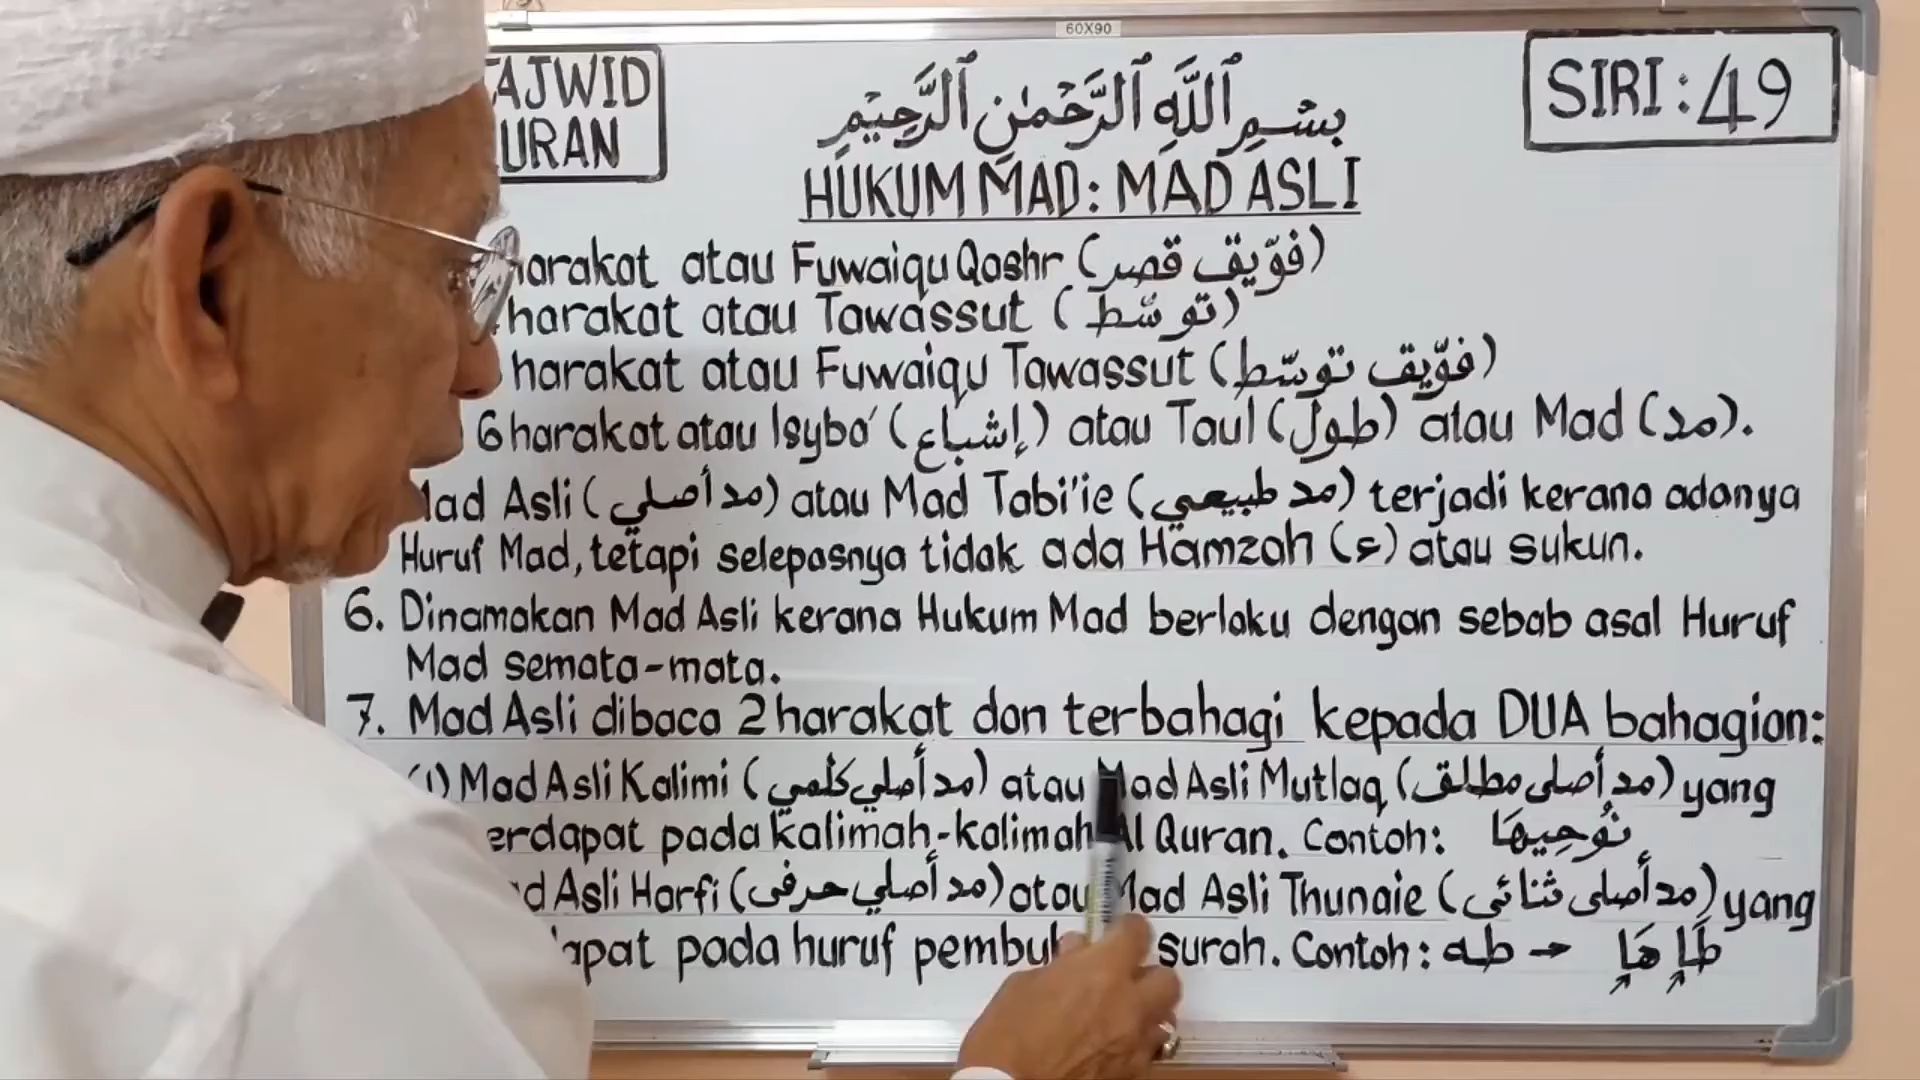 60X90
TAJWID
URAN
SIRI : 49
بِسْمِ ٱللَّهِ ٱلرَّحْمٰنِ ٱلرَّحِيْمِ
HUKUM MAD: MAD ASLI
harakat atau Fuwaiqu Qashr (فوّيق قصر)
harakat atau Tawassut (توسّط)
harakat atau Fuwaiqu Tawassut (فوّيق توسّط)
6 harakat atau Isyba' (إشباع) atau Taul (طول) atau Mad (مد).
Mad Asli (مد أصلي) atau Mad Tabi'ie (مد طبيعي) terjadi kerana adanya
Huruf Mad, tetapi selepasnya tidak ada Hamzah (ء) atau sukun.
6. Dinamakan Mad Asli kerana Hukum Mad berlaku dengan sebab asal Huruf
Mad semata-mata.
7. Mad Asli dibaca 2 harakat dan terbahagi kepada DUA bahagian:
(1) Mad Asli Kalimi (مد أصلي كلمي) atau Mad Asli Mutlaq (مد أصلى مطلق) yang
erdapat pada kalimah-kalimah Al Quran. Contoh: نُوْحِيهَا
d Asli Harfi (مد أصلي حرفى) atau Mad Asli Thunaie (مد أصلى ثنائى) yang
apat pada huruf pembu surah. Contoh: طه → طَا هَا